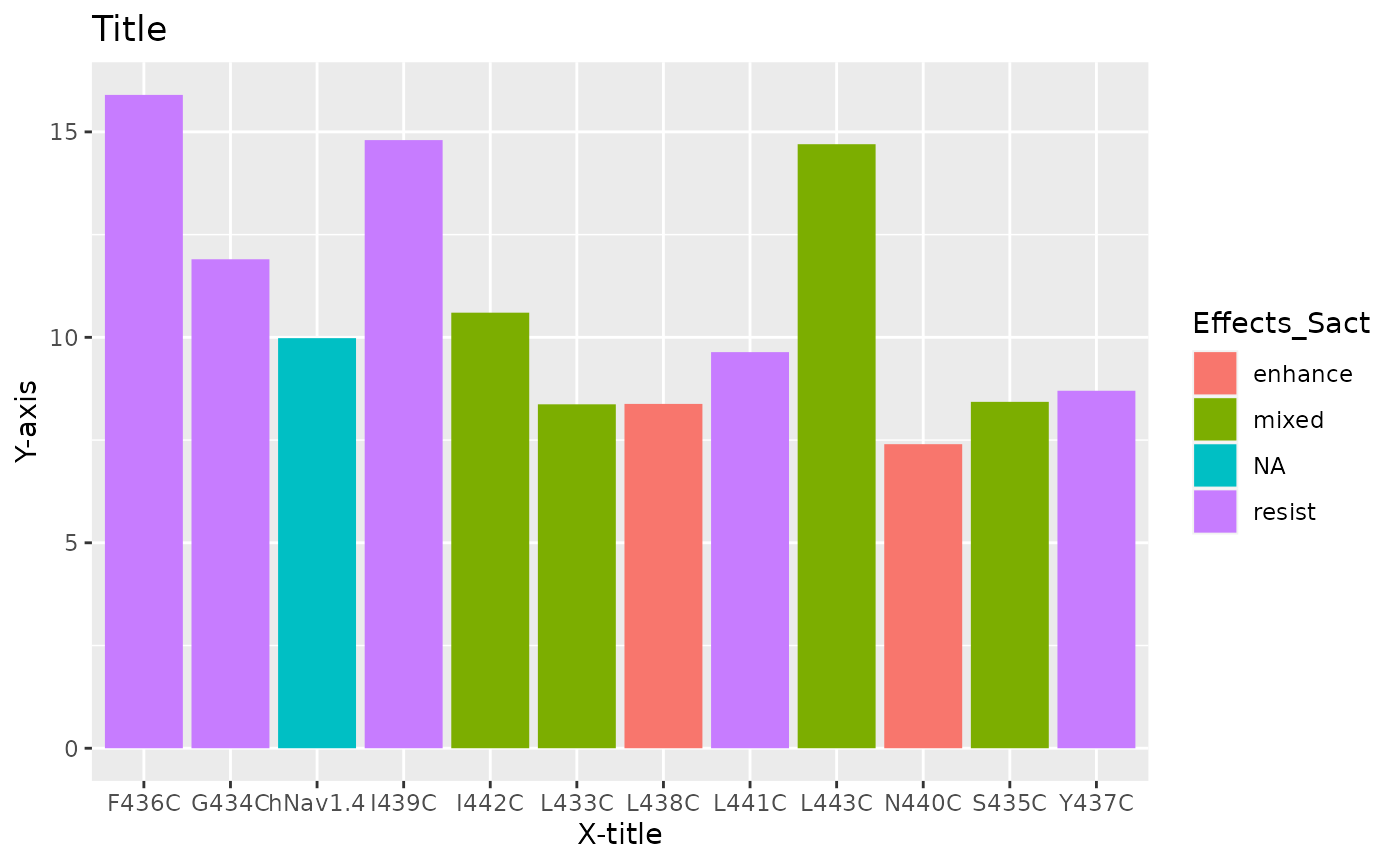 Title
15
10
5
0
Y-axis
F436C G434C hNav1.4 I439C I442C L433C L438C L441C L443C N440C S435C Y437C
X-title
Effects_Sact
enhance
mixed
NA
resist